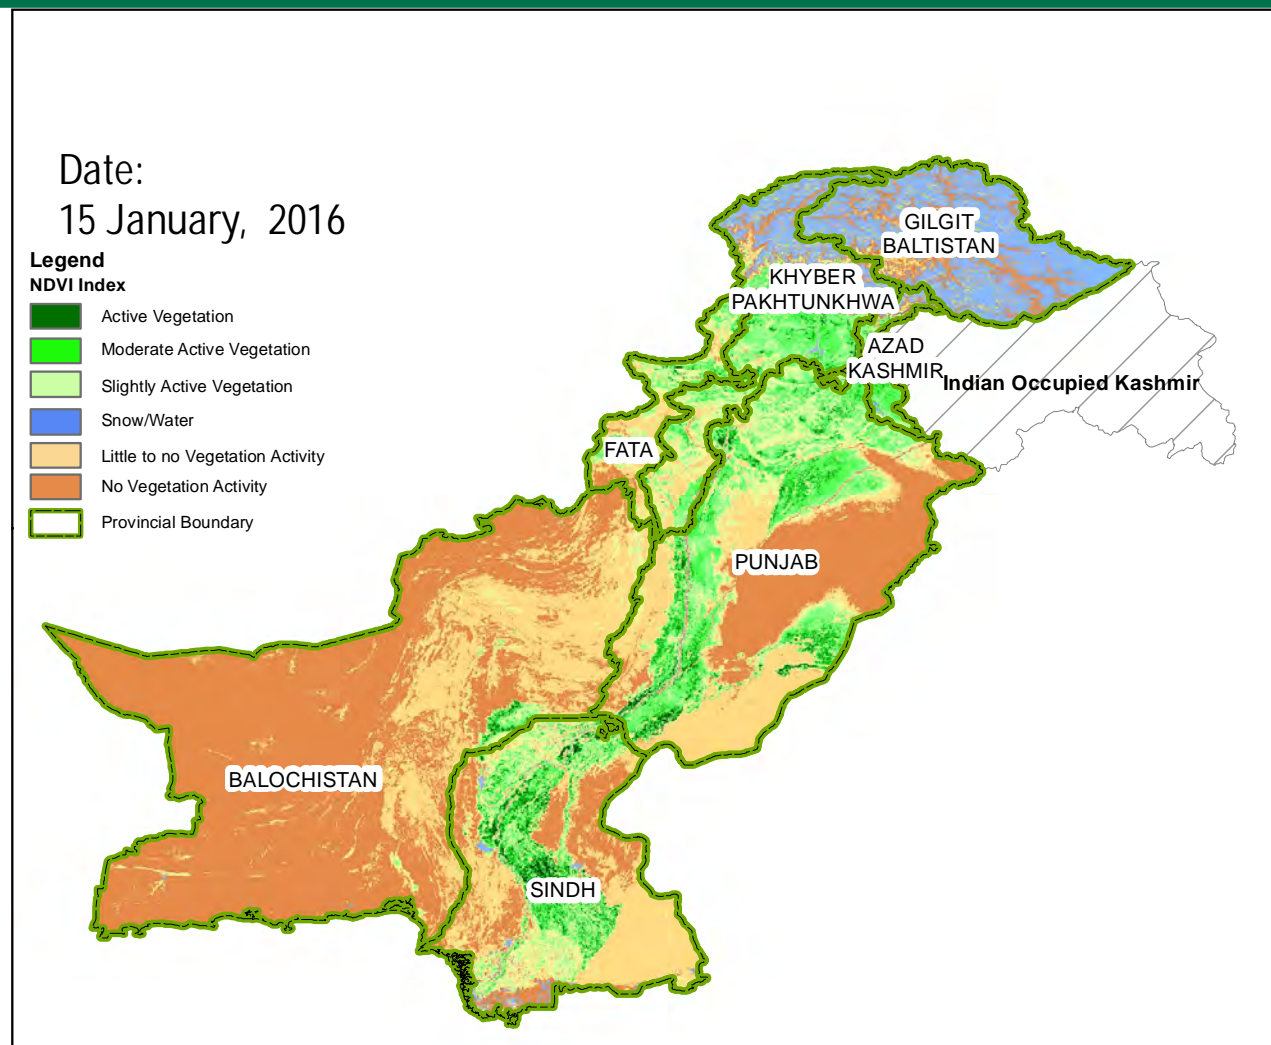 Date:
15 January, 2016
Legend
NDVI Index
Active Vegetation
Moderate Active Vegetation
Slightly Active Vegetation
Snow/Water
Little to no Vegetation Activity
No Vegetation Activity
Provincial Boundary
GILGIT
BALTISTAN
KHYBER
PAKHTUNKHWA
AZAD
KASHMIR
Indian Occupied Kashmir
FATA
PUNJAB
BALOCHISTAN
SINDH